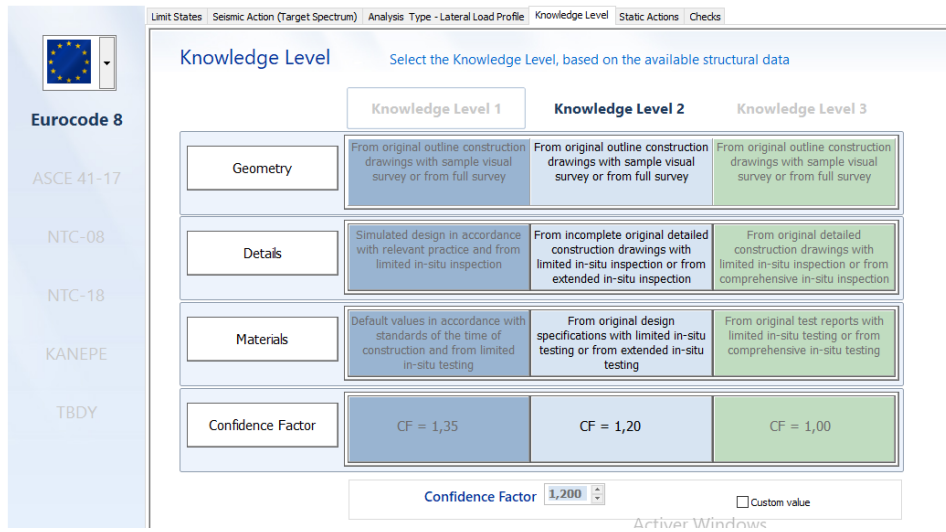 Limit States Seismic Action (Target Spectrum) Analysis Type - Lateral Load Profile Knowledge Level Static Actions Checks
Knowledge Level
Select the Knowledge Level, based on the available structural data
Eurocode 8
ASCE 41-17
NTC-08
NTC-18
KANEPE
TBDY
Knowledge Level 1
Knowledge Level 2
Knowledge Level 3
Geometry
From original outline construction
drawings with sample visual
survey or from full survey
From original outline construction
drawings with sample visual
survey or from full survey
From original outline construction
drawings with sample visual
survey or from full survey
Details
Simulated design in accordance
with relevant practice and from
limited in-situ inspection
From incomplete original detailed
construction drawings with
limited in-situ inspection or from
extended in-situ inspection
From original detailed
construction drawings with
limited in-situ inspection or from
comprehensive in-situ inspection
Materials
Default values in accordance with
standards of the time of
construction and from limited
in-situ testing
From original design
specifications with limited in-situ
testing or from extended in-situ
testing
From original test reports with
limited in-situ testing or from
comprehensive in-situ testing
Confidence Factor
CF = 1,35
CF = 1,20
CF = 1,00
Confidence Factor 1,200
Custom value
Activer Windows